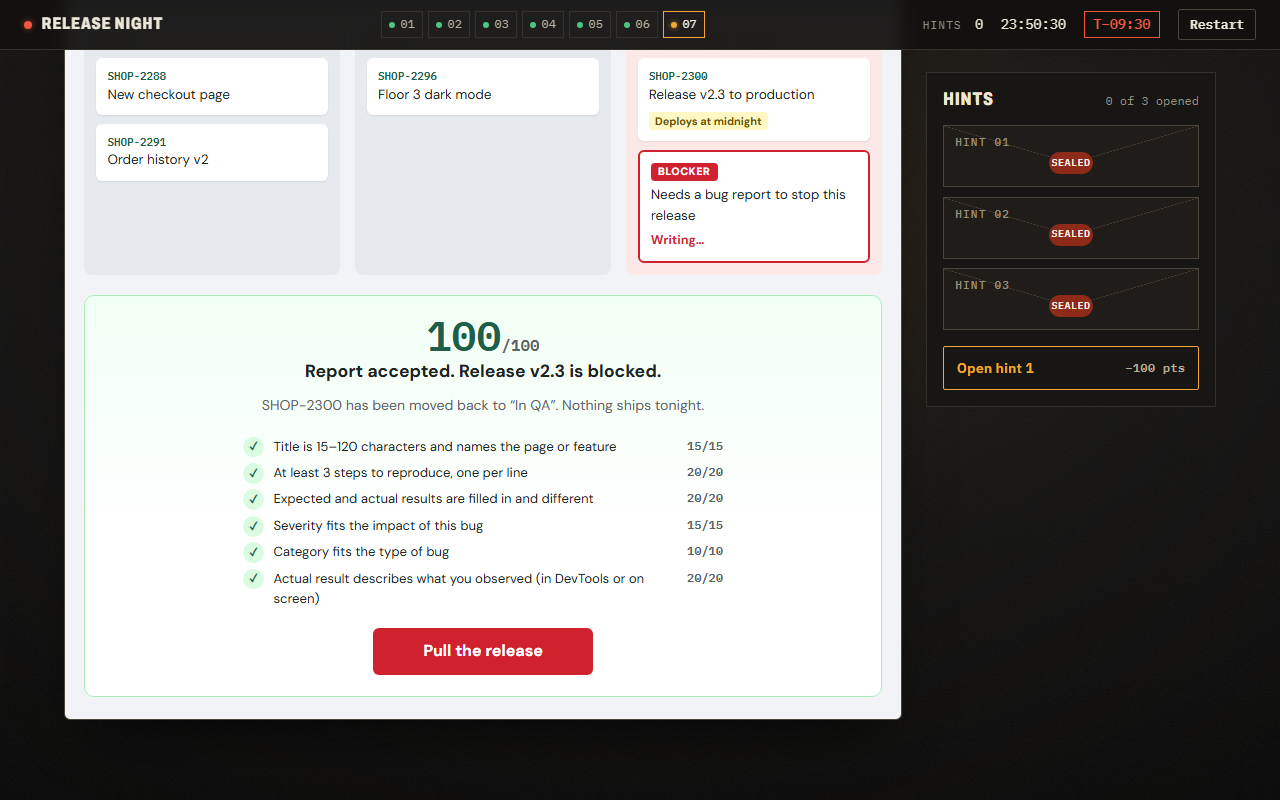 RELEASE NIGHT
01 02 03 04 05 06 07
HINTS 0 23:50:30 T−09:30 Restart
SHOP-2288
New checkout page
SHOP-2291
Order history v2
SHOP-2296
Floor 3 dark mode
SHOP-2300
Release v2.3 to production
Deploys at midnight
BLOCKER
Needs a bug report to stop this
release
Writing…
100/100
Report accepted. Release v2.3 is blocked.
SHOP-2300 has been moved back to “In QA”. Nothing ships tonight.
✓ Title is 15–120 characters and names the page or feature 15/15
✓ At least 3 steps to reproduce, one per line 20/20
✓ Expected and actual results are filled in and different 20/20
✓ Severity fits the impact of this bug 15/15
✓ Category fits the type of bug 10/10
✓ Actual result describes what you observed (in DevTools or on 20/20
screen)
Pull the release
HINTS 0 of 3 opened
HINT 01
SEALED
HINT 02
SEALED
HINT 03
SEALED
Open hint 1 −100 pts